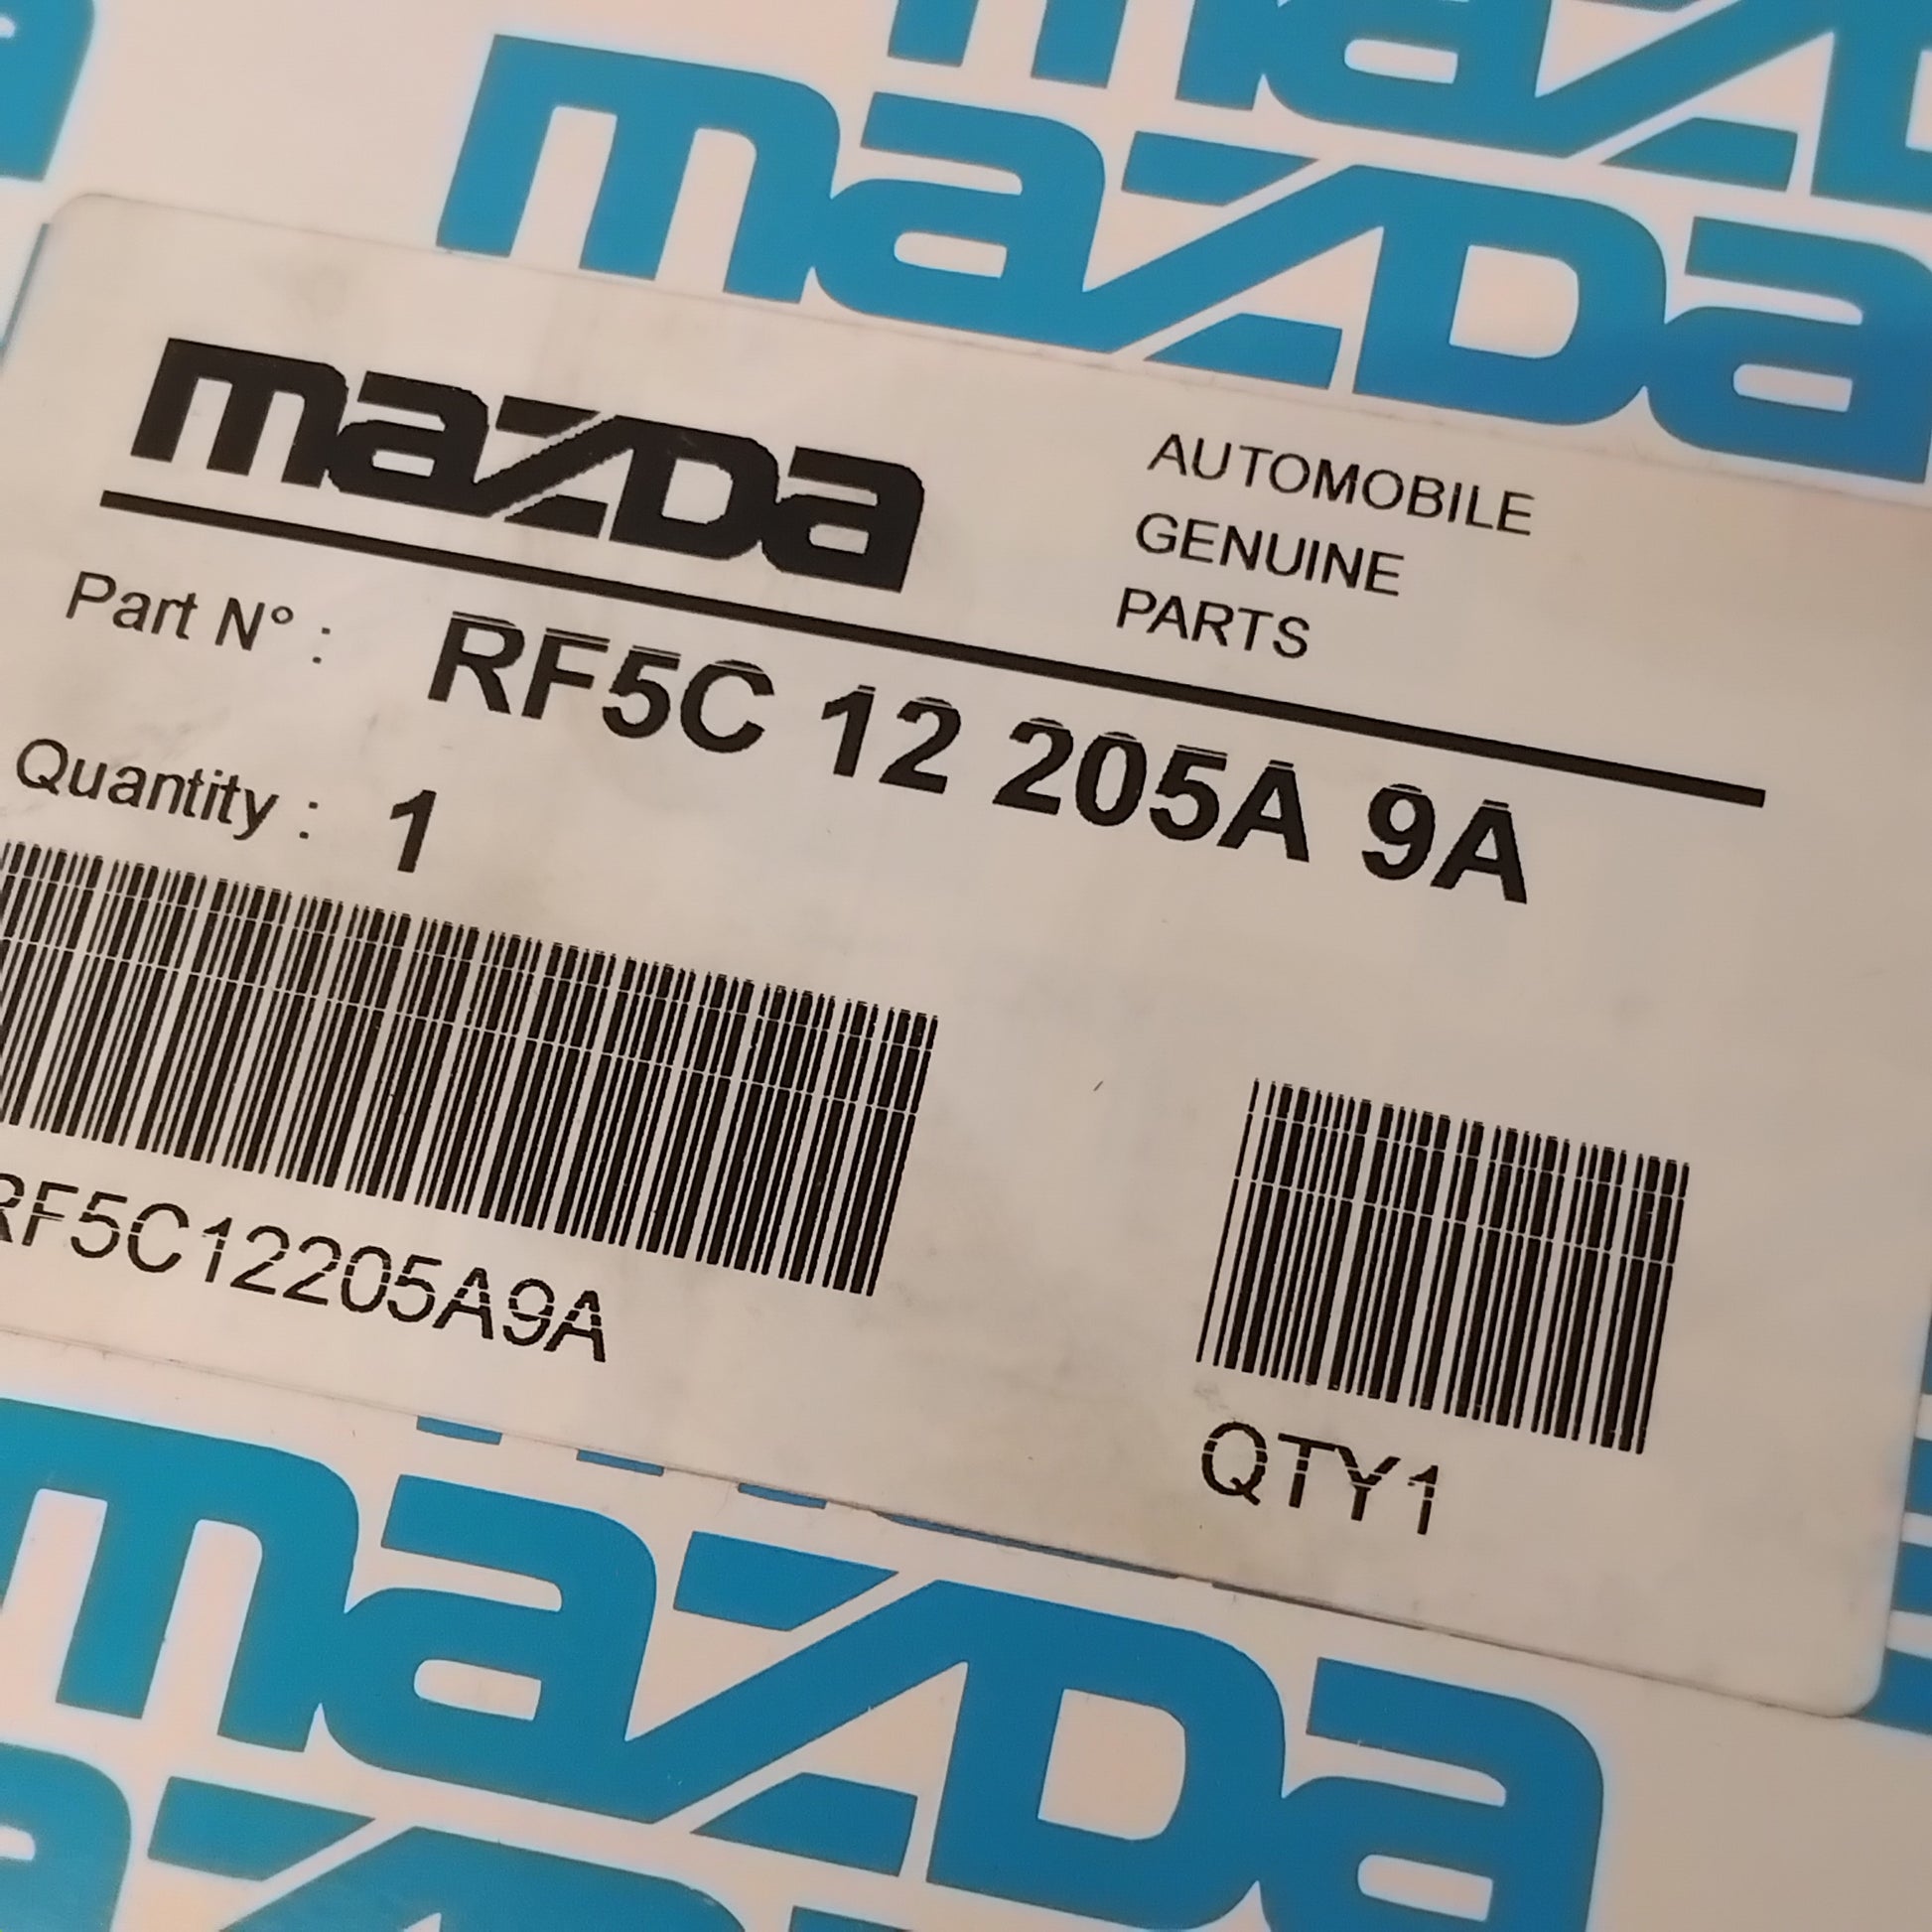 mazda
mazda
mazda
AUTOMOBILE
GENUINE
PARTS
Part N° : RF5C 12 205A 9A
Quantity : 1
RF5C12205A9A
QTY1
mazda